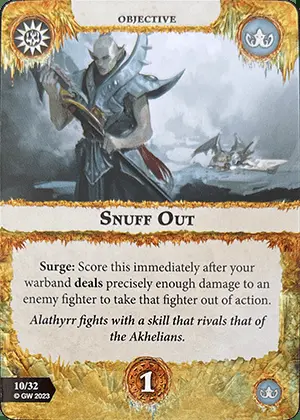 OBJECTIVE
SNUFF OUT
Surge: Score this immediately after your
warband deals precisely enough damage to an
enemy fighter to take that fighter out of action.
Alathyrr fights with a skill that rivals that of
the Akhelians.
10/32
© GW 2023
1